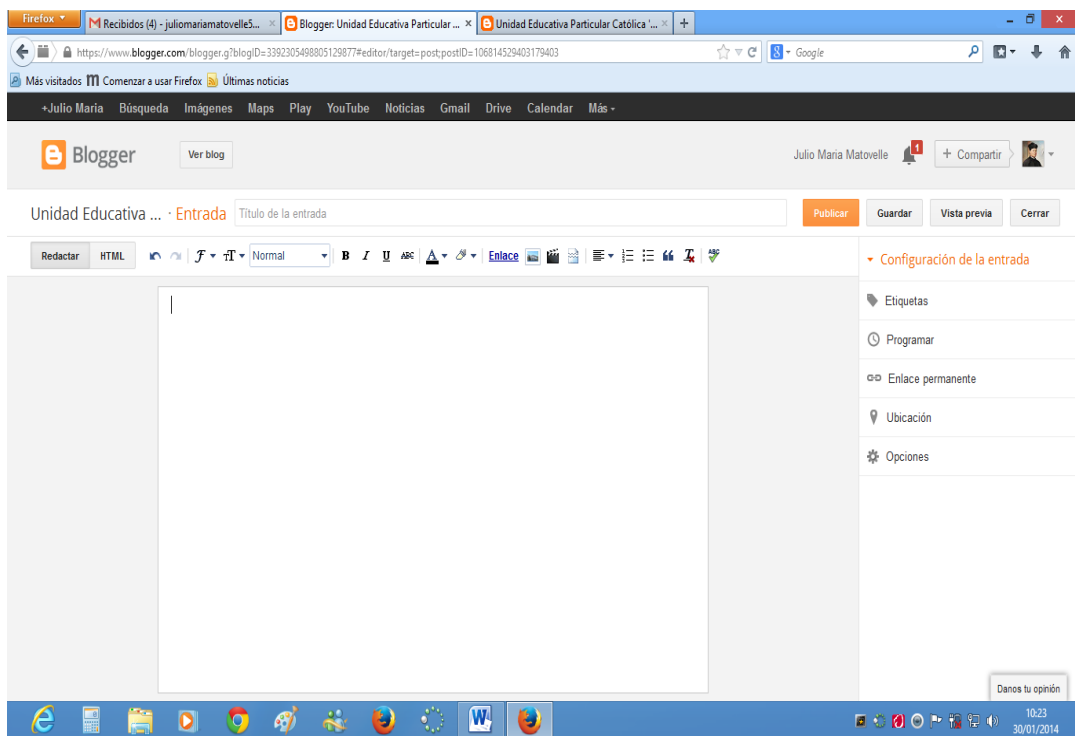 Firefox
Recibidos (4) - juliomariamatovelle5...
Blogger: Unidad Educativa Particular ...
Unidad Educativa Particular Católica '...
https://www.blogger.com/blogger.g?blogID=3392305498805129877#editor/target=post;postID=106814529403179403
Google
Más visitados
Comenzar a usar Firefox
Últimas noticias
+Julio Maria Búsqueda Imágenes Maps Play YouTube Noticias Gmail Drive Calendar Más
Blogger
Ver blog
Julio Maria Matovelle
1
+ Compartir
Unidad Educativa ... · Entrada
Título de la entrada
Publicar
Guardar
Vista previa
Cerrar
Redactar
HTML
Normal
B I U ABC A
Enlace
ABC
Configuración de la entrada
Etiquetas
Programar
Enlace permanente
Ubicación
Opciones
Danos tu opinión
10:23
30/01/2014